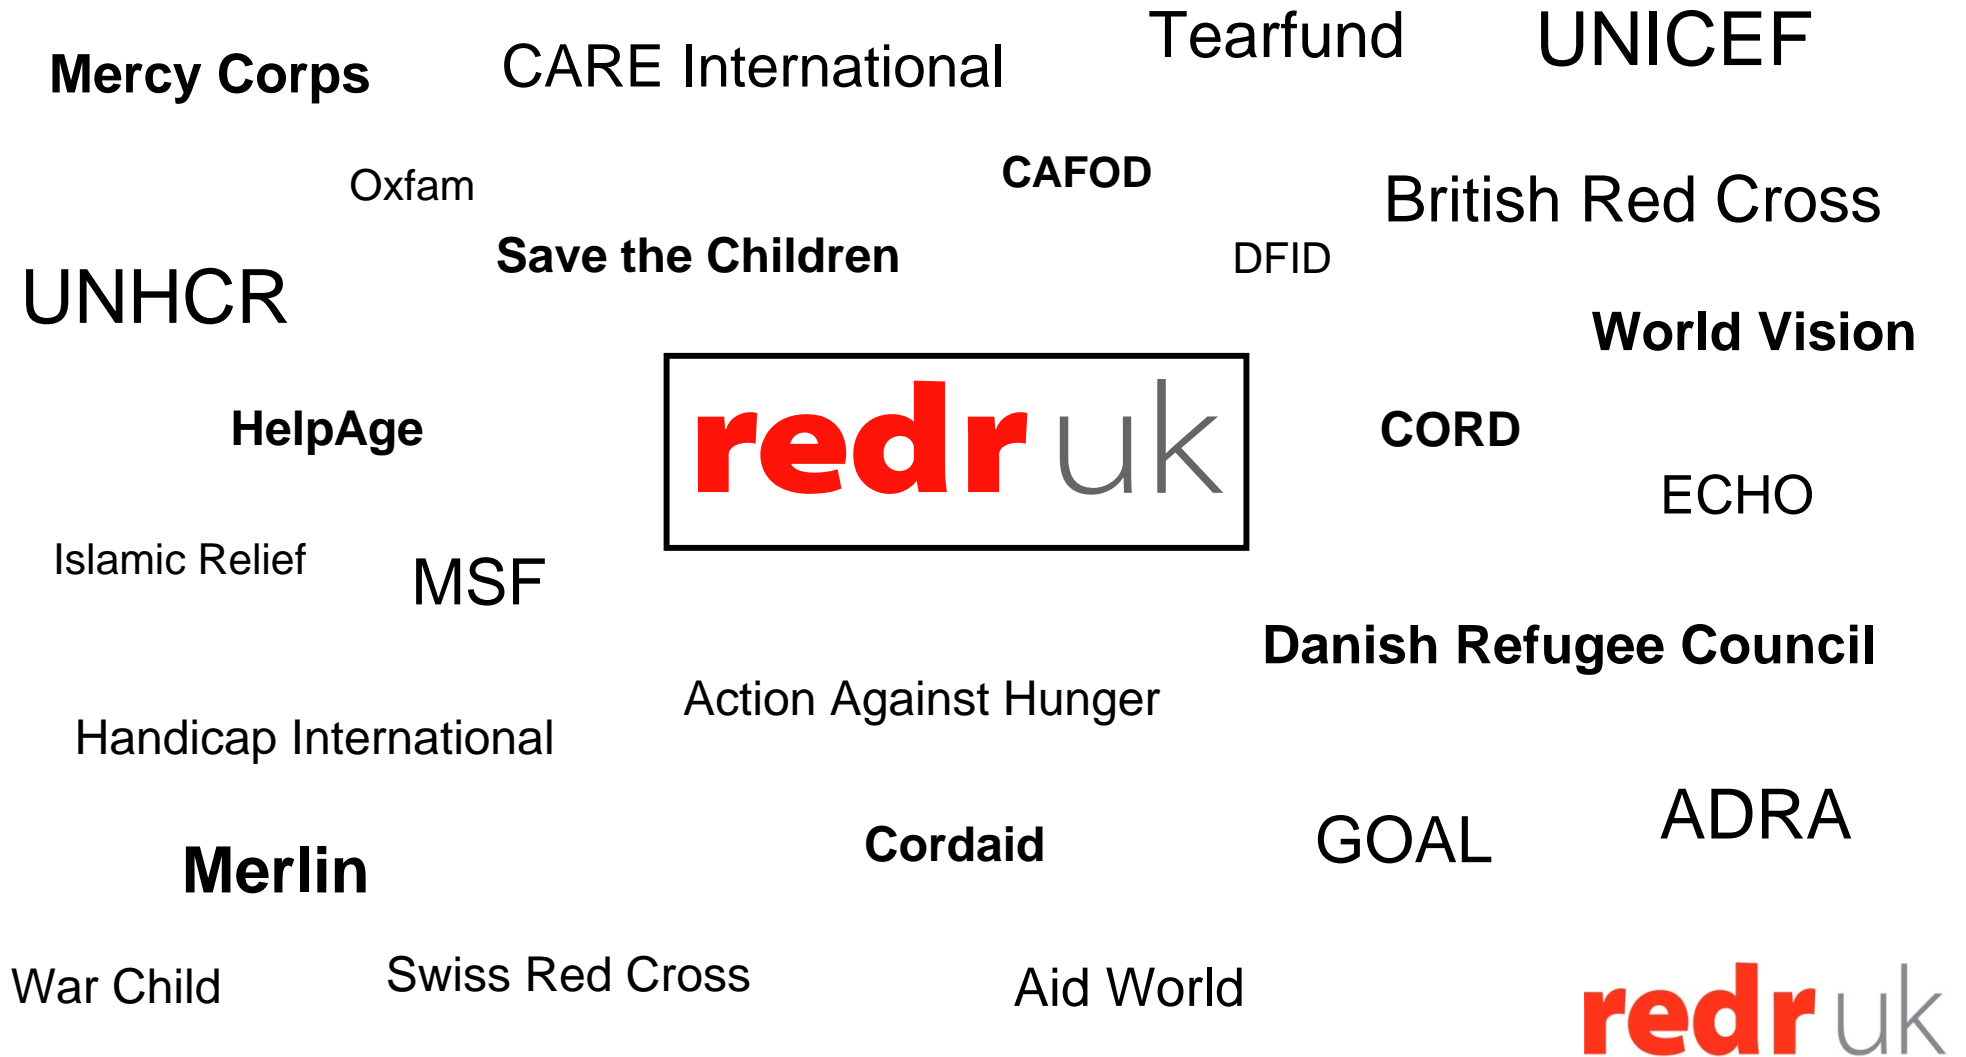 Tearfund
UNICEF
Mercy Corps
CARE International
CAFOD
Oxfam
British Red Cross
Save the Children
DFID
UNHCR
World Vision
redr uk
HelpAge
CORD
ECHO
Islamic Relief
MSF
Danish Refugee Council
Action Against Hunger
Handicap International
ADRA
GOAL
Cordaid
Merlin
Swiss Red Cross
War Child
Aid World
redr uk